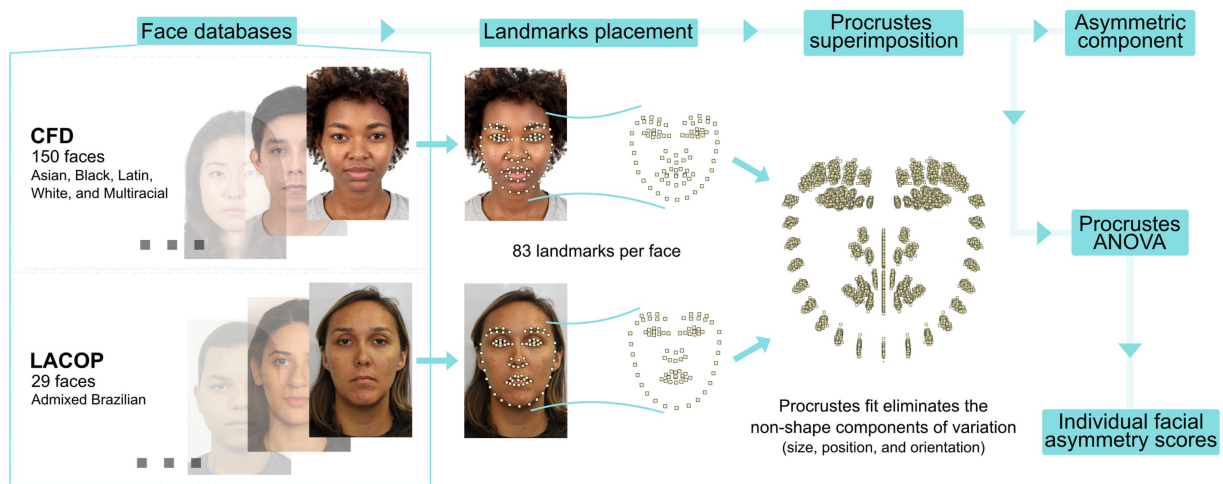 Face databases
Landmarks placement
Procrustes
superimposition
Asymmetric
component
CFD
150 faces
Asian, Black, Latin,
White, and Multiracial
83 landmarks per face
Procrustes
ANOVA
LACOP
29 faces
Admixed Brazilian
Procrustes fit eliminates the
non-shape components of variation
(size, position, and orientation)
Individual facial
asymmetry scores